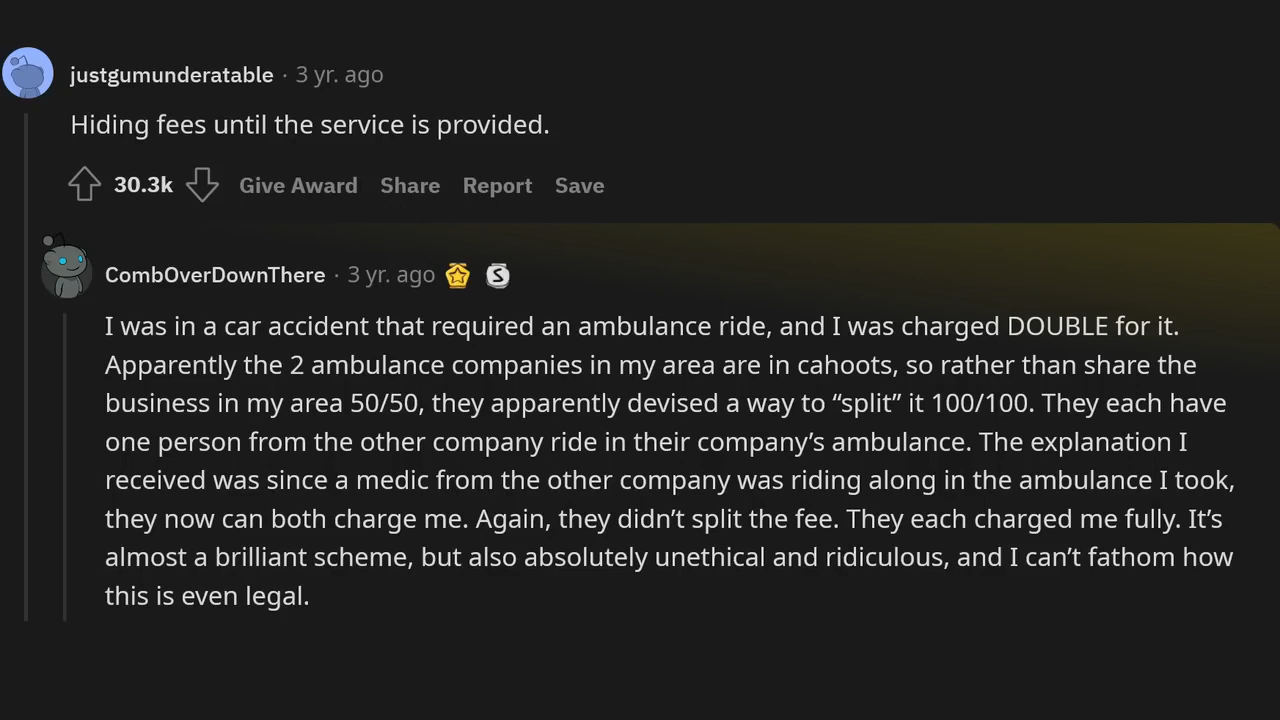 justgumunderatable · 3 yr. ago
Hiding fees until the service is provided.
30.3k Give Award Share Report Save
CombOverDownThere · 3 yr. ago S
I was in a car accident that required an ambulance ride, and I was charged DOUBLE for it.
Apparently the 2 ambulance companies in my area are in cahoots, so rather than share the
business in my area 50/50, they apparently devised a way to “split” it 100/100. They each have
one person from the other company ride in their company’s ambulance. The explanation I
received was since a medic from the other company was riding along in the ambulance I took,
they now can both charge me. Again, they didn’t split the fee. They each charged me fully. It’s
almost a brilliant scheme, but also absolutely unethical and ridiculous, and I can’t fathom how
this is even legal.